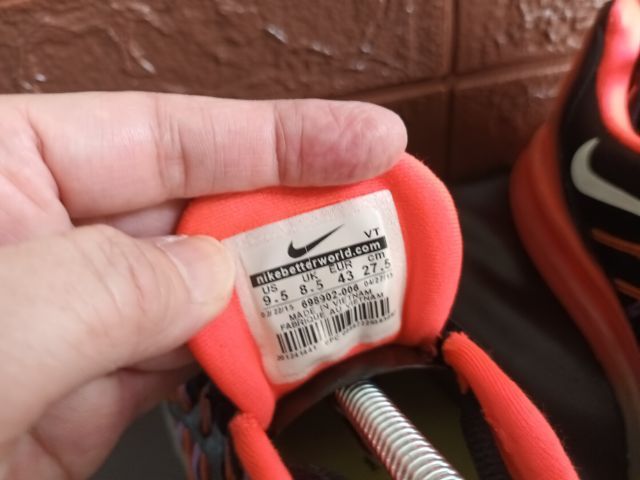 VT
nikebetterworld.com
US UK EUR cm
9.5 8.5 43 27.5
698902-006
MADE IN VIETNAM
FABRIQUE AU VIETNAM